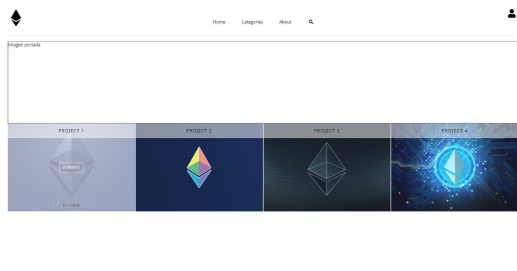 Home Categories About
Imagen portada
PROJECT 1 PROJECT 2 PROJECT 3 PROJECT 4
DONATE